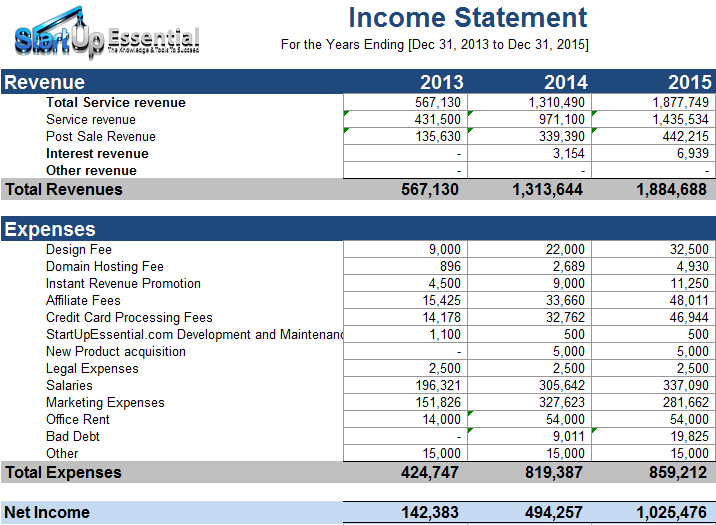 StartUp Essential
The Knowledge & Tools To Succeed
Income Statement
For the Years Ending [Dec 31, 2013 to Dec 31, 2015]
Revenue 2013 2014 2015
Total Service revenue 567,130 1,310,490 1,877,749
Service revenue 431,500 971,100 1,435,534
Post Sale Revenue 135,630 339,390 442,215
Interest revenue - 3,154 6,939
Other revenue - - -
Total Revenues 567,130 1,313,644 1,884,688
Expenses
Design Fee 9,000 22,000 32,500
Domain Hosting Fee 896 2,689 4,930
Instant Revenue Promotion 4,500 9,000 11,250
Affiliate Fees 15,425 33,660 48,011
Credit Card Processing Fees 14,178 32,762 46,944
StartUpEssential.com Development and Maintenanc 1,100 500 500
New Product acquisition - 5,000 5,000
Legal Expenses 2,500 2,500 2,500
Salaries 196,321 305,642 337,090
Marketing Expenses 151,826 327,623 281,662
Office Rent 14,000 54,000 54,000
Bad Debt - 9,011 19,825
Other 15,000 15,000 15,000
Total Expenses 424,747 819,387 859,212
Net Income 142,383 494,257 1,025,476